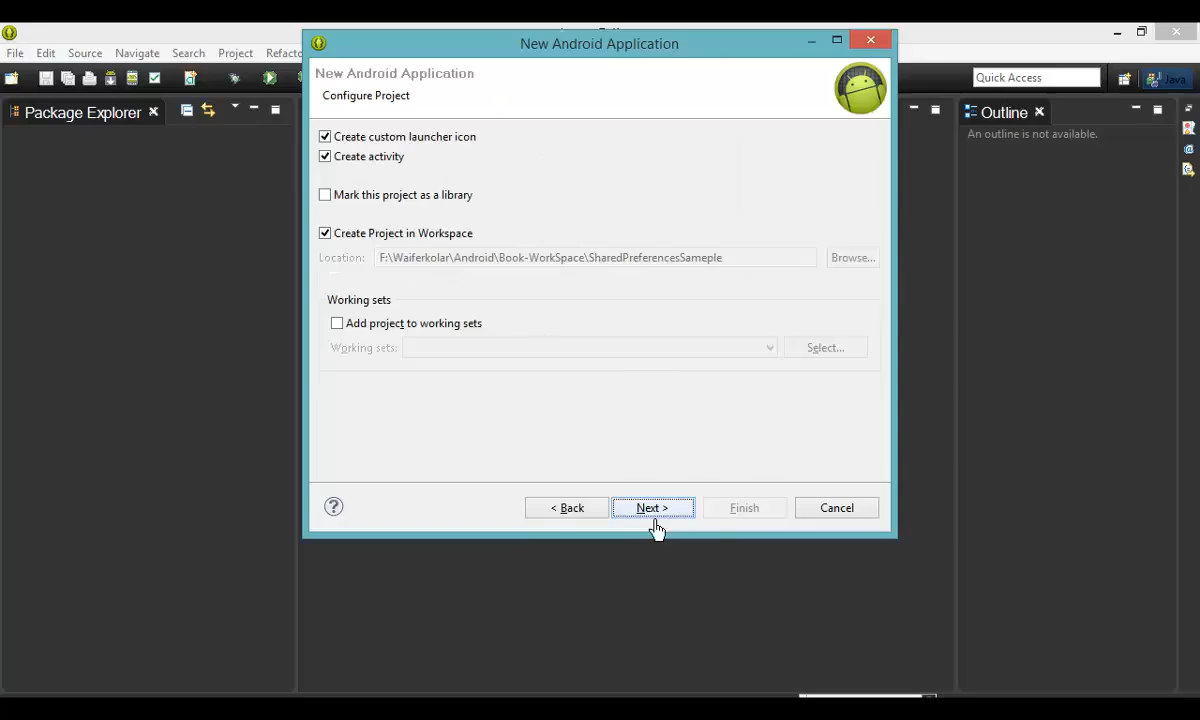 New Android Application
File Edit Source Navigate Search Project Refacto
Quick Access
Java
Package Explorer
Outline
An outline is not available.
New Android Application
Configure Project
Create custom launcher icon
Create activity
Mark this project as a library
Create Project in Workspace
Location: F:\Waiferkolar\Android\Book-WorkSpace\SharedPreferencesSameple Browse...
Working sets
Add project to working sets
Working sets: Select...
? < Back Next > Finish Cancel